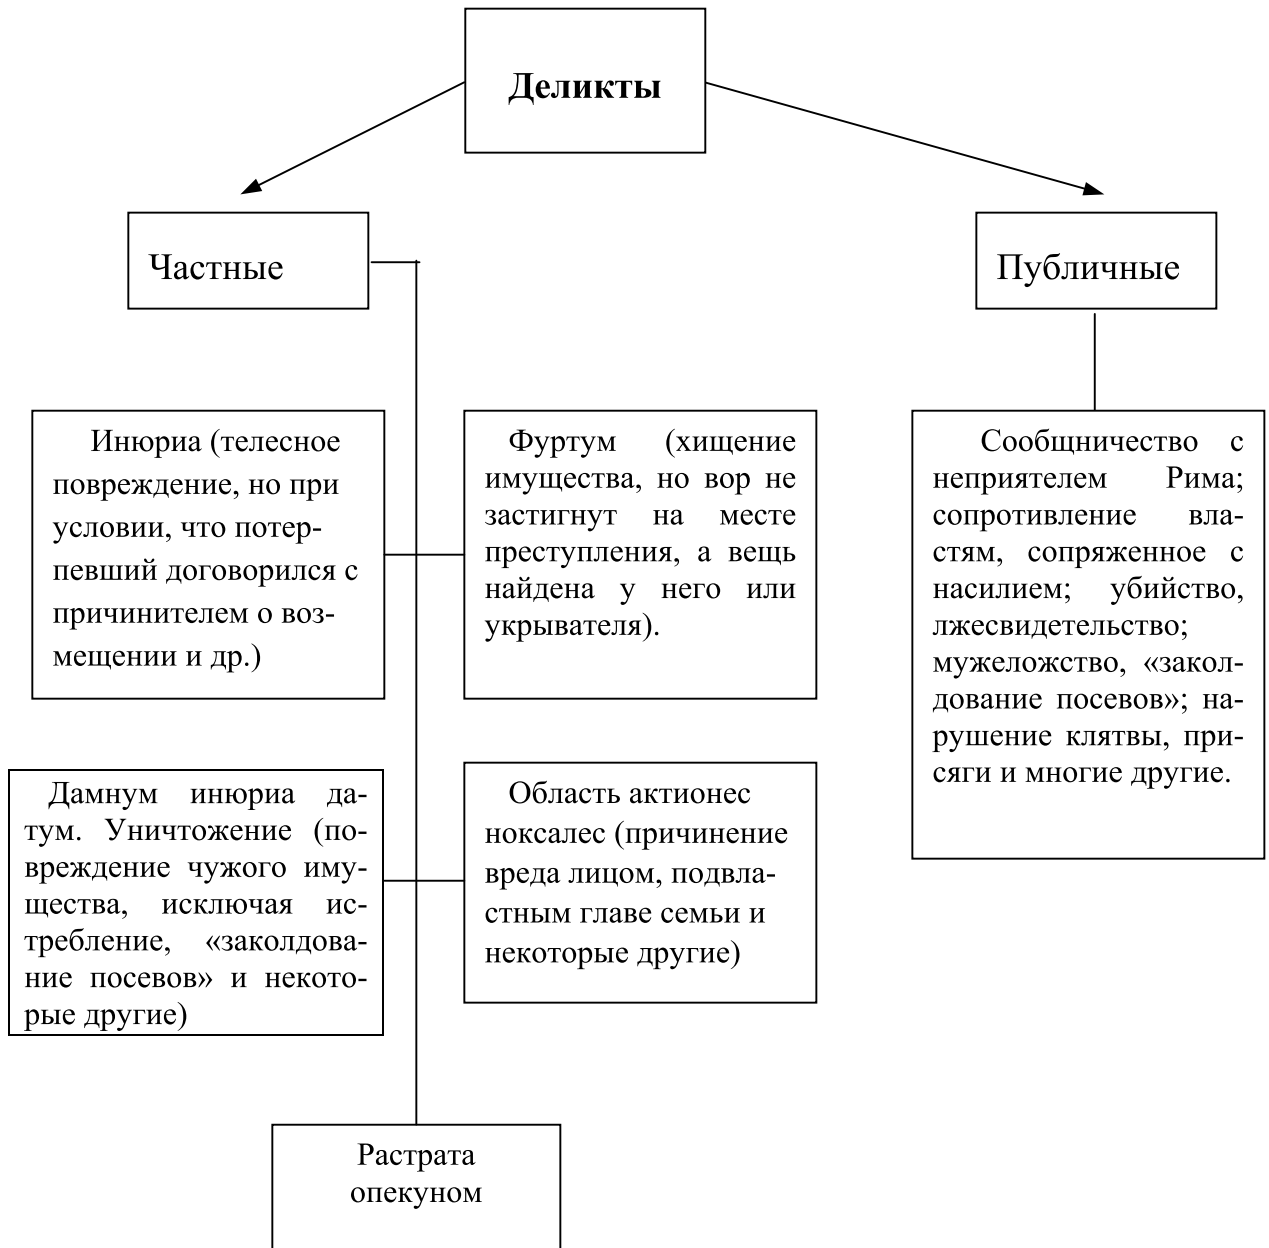 Деликты
Частные
Публичные
Инюриа (телесное
повреждение, но при
условии, что потер-
певший договорился с
причинителем о воз-
мещении и др.)
Фуртум (хищение
имущества, но вор не
застигнут на месте
преступления, а вещь
найдена у него или
укрывателя).
Сообщничество с
неприятелем Рима;
сопротивление вла-
стям, сопряженное с
насилием; убийство,
лжесвидетельство;
мужеложство, «закол-
дование посевов»; на-
рушение клятвы, при-
сяги и многие другие.
Дамнум инюриа да-
тум. Уничтожение (по-
вреждение чужого иму-
щества, исключая ис-
требление, «заколдова-
ние посевов» и некото-
рые другие)
Область актионес
ноксалес (причинение
вреда лицом, подвла-
стным главе семьи и
некоторые другие)
Растрата
опекуном